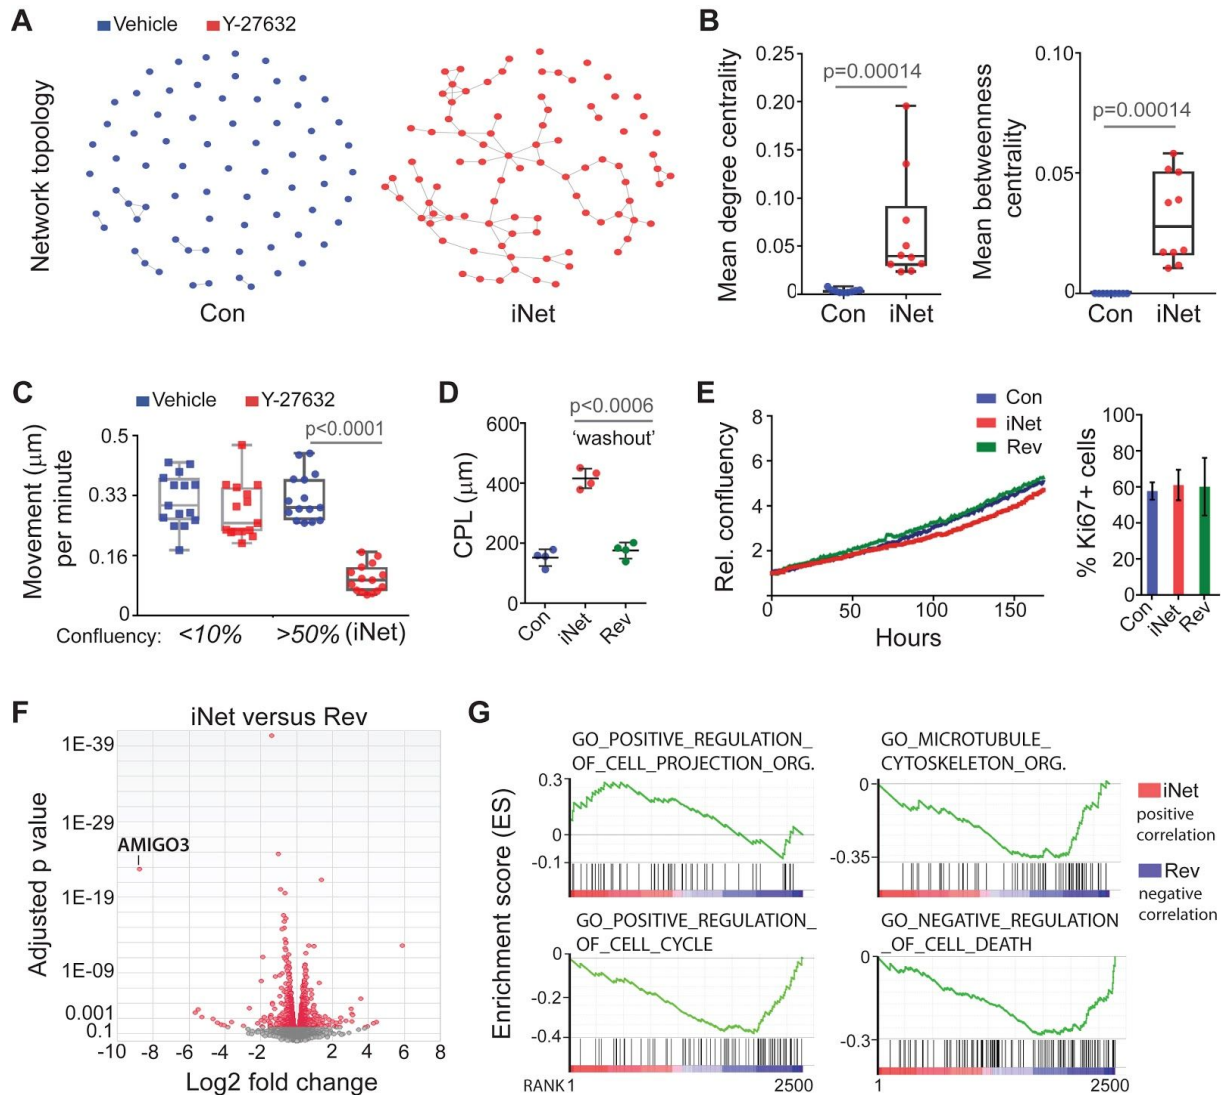 A
Vehicle Y-27632
Network topology
Con
iNet
B
Mean degree centrality
0.25
0.20
0.15
0.10
0.05
0
p=0.00014
Con iNet
Mean betweenness
centrality
0.10
0.05
0
p=0.00014
Con iNet
C
Vehicle Y-27632
Movement (μm)
per minute
0.5
0.33
0.16
0
p<0.0001
Confluency: <10% >50% (iNet)
D
CPL (μm)
600
400
200
0
p<0.0006
‘washout’
Con
iNet
Rev
E
Rel. confluency
8
6
4
2
0 50 100 150
Hours
Con
iNet
Rev
% Ki67+ cells
100
80
60
40
20
0
Con
iNet
Rev
F
iNet versus Rev
Adjusted p value
1E-39
1E-29
1E-19
1E-09
0.001
0.1
AMIGO3
-10 -8 -6 -4 -2 0 2 4 6 8
Log2 fold change
G
Enrichment score (ES)
GO_POSITIVE_REGULATION_
OF_CELL_PROJECTION_ORG.
0.3
0
-0.1
GO_MICROTUBULE_
CYTOSKELETON_ORG.
0
-0.35
GO_POSITIVE_REGULATION_
OF_CELL_CYCLE
0
-0.2
-0.4
RANK 1 2500
GO_NEGATIVE_REGULATION
_OF_CELL_DEATH
0
-0.3
1 2500
iNet
positive
correlation
Rev
negative
correlation